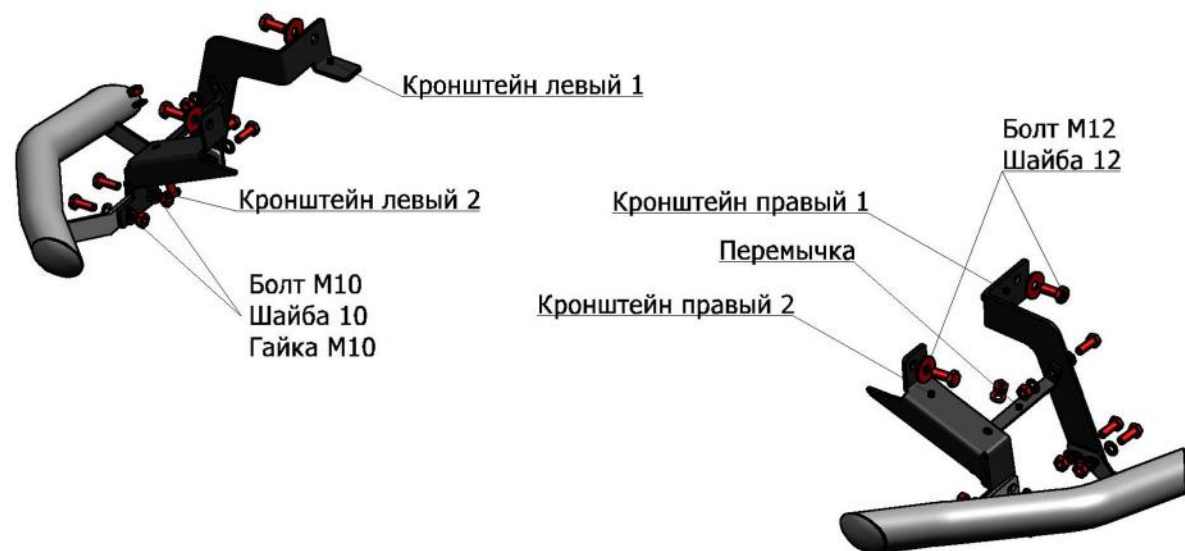 Кронштейн левый 1
Кронштейн левый 2
Болт М10
Шайба 10
Гайка М10
Болт М12
Шайба 12
Кронштейн правый 1
Перемычка
Кронштейн правый 2